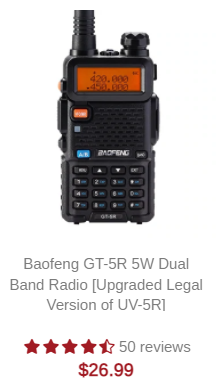 420.000
450.000
A/B
BAOFENG
GT-5R
Baofeng GT-5R 5W Dual
Band Radio [Upgraded Legal
Version of UV-5R]
50 reviews
$26.99